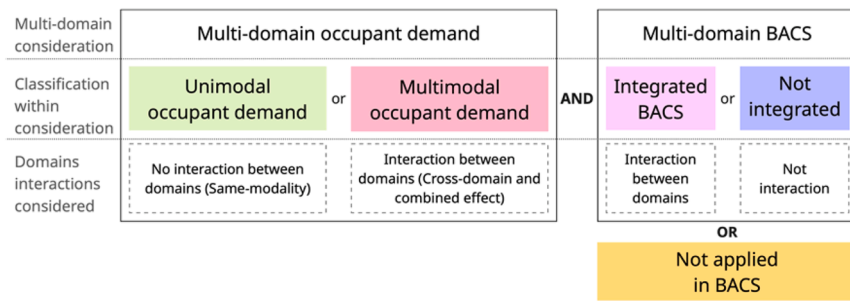 Multi-domain
consideration
Multi-domain occupant demand
Multi-domain BACS
Classification
within
consideration
Unimodal
occupant demand
or
Multimodal
occupant demand
AND
Integrated
BACS
or
Not
integrated
Domains
interactions
considered
No interaction between
domains (Same-modality)
Interaction between
domains (Cross-domain and
combined effect)
Interaction
between
domains
Not
interaction
OR
Not applied
in BACS